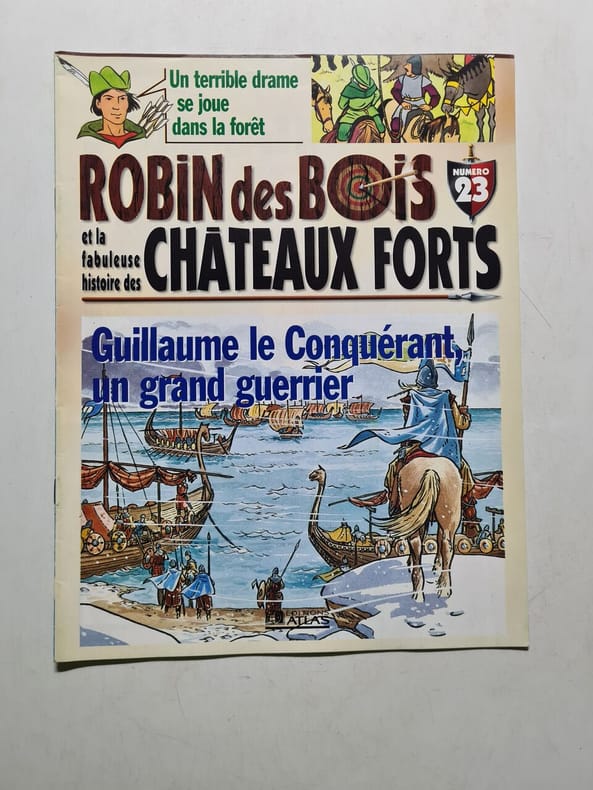 Un terrible drame
se joue
dans la forêt
ROBiN des BOiS
NUMERO
23
et la
fabuleuse
histoire des
CHÂTEAUX FORTS
Guillaume le Conquérant,
un grand guerrier
EDITIONS
ATLAS